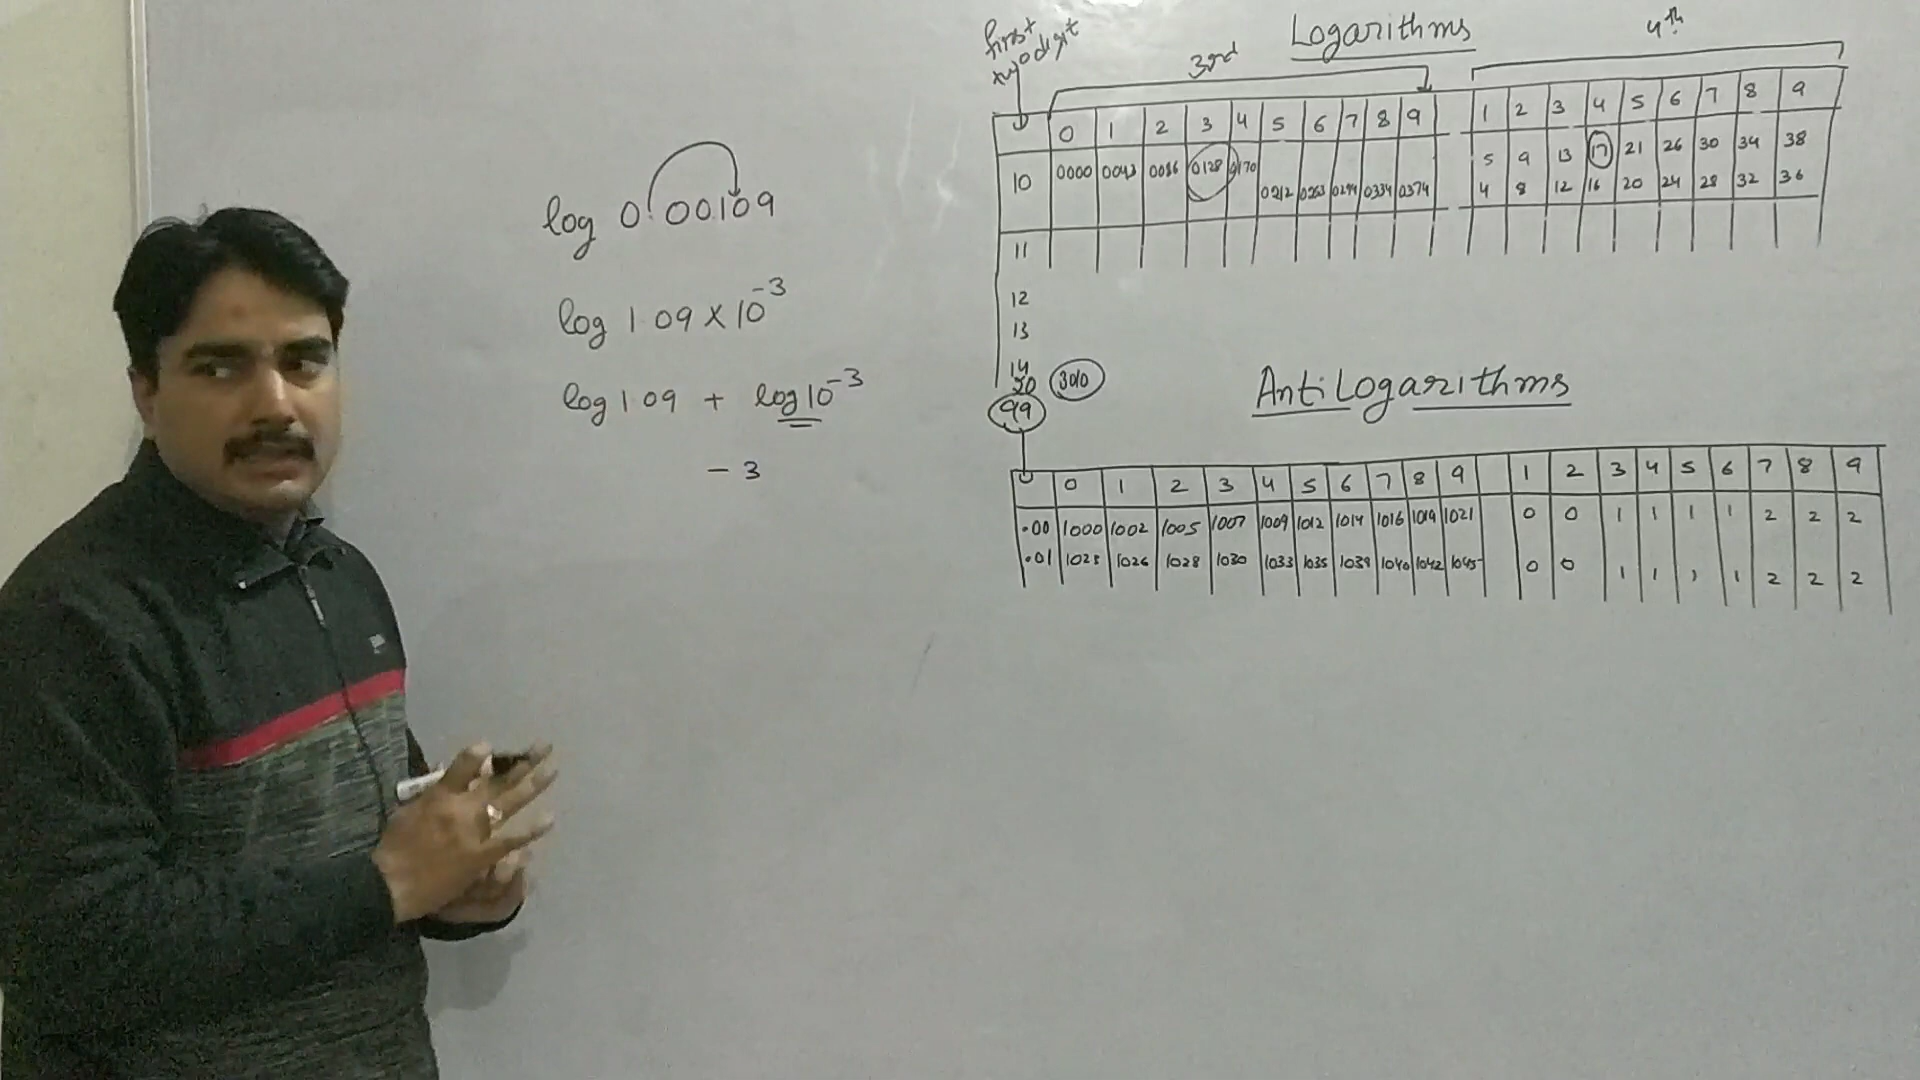 log 0.00109
log 1.09 × 10⁻³
log 1.09 + log 10⁻³
- 3
Logarithms
first two digit
3rd
4th
0 1 2 3 4 5 6 7 8 9 1 2 3 4 5 6 7 8 9
10 0000 0043 0086 0128 0170 5 9 13 17 21 26 30 34 38
0212 0253 0294 0334 0374 4 8 12 16 20 24 28 32 36
11
12
13
14
99
Antilogarithms
0 1 2 3 4 5 6 7 8 9 1 2 3 4 5 6 7 8 9
.00 1000 1002 1005 1007 1009 1012 1014 1016 1019 1021 0 0 1 1 1 1 2 2 2
.01 1023 1026 1028 1030 1033 1035 1038 1040 1042 1045 0 0 1 1 1 1 2 2 2